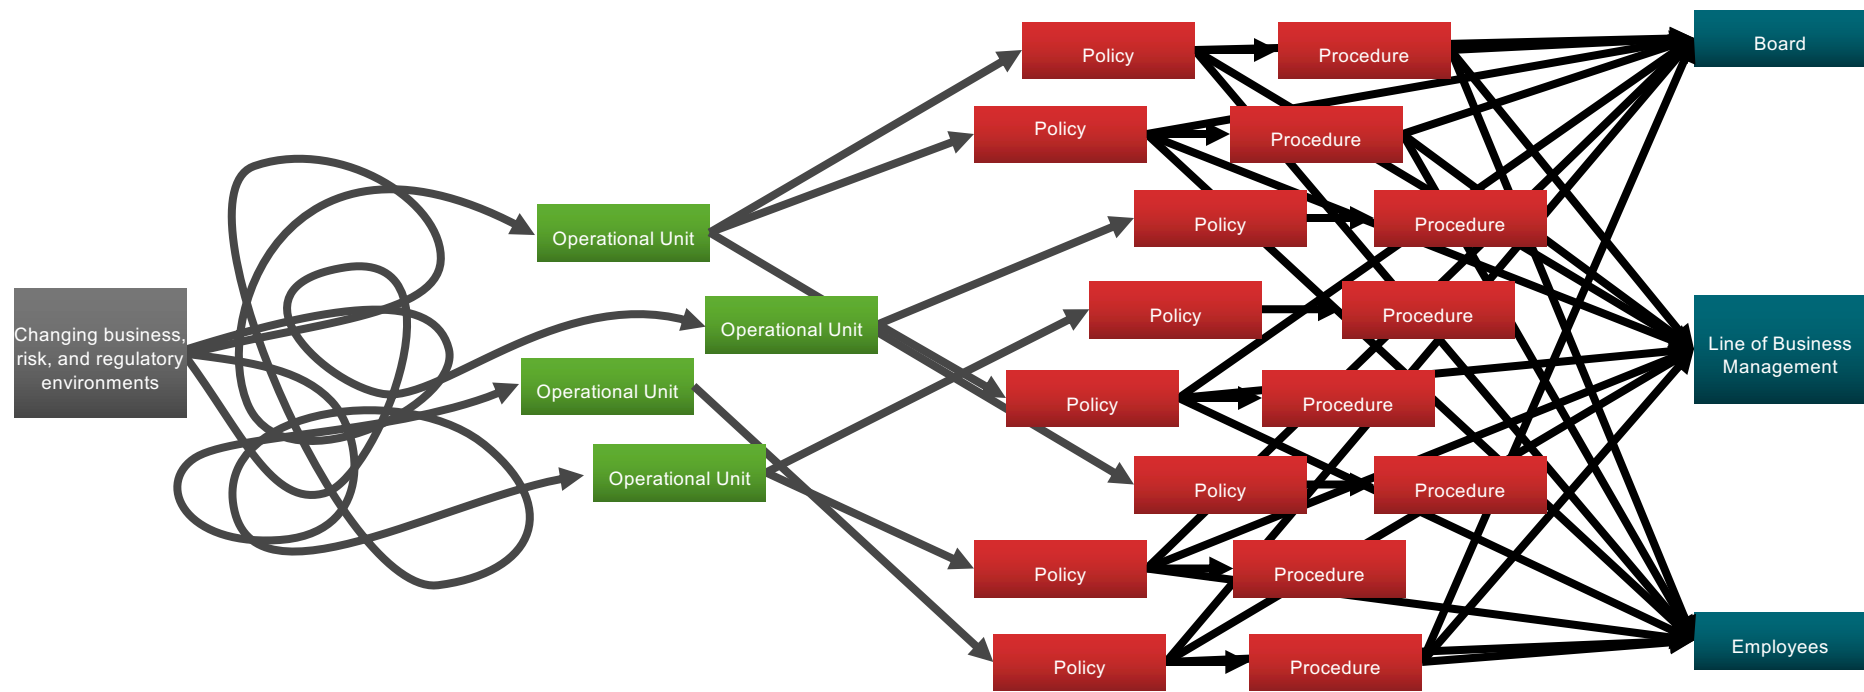 Changing business,
risk, and regulatory
environments
Operational Unit
Operational Unit
Operational Unit
Operational Unit
Policy
Procedure
Policy
Procedure
Policy
Procedure
Policy
Procedure
Policy
Procedure
Policy
Procedure
Policy
Procedure
Policy
Procedure
Board
Line of Business
Management
Employees